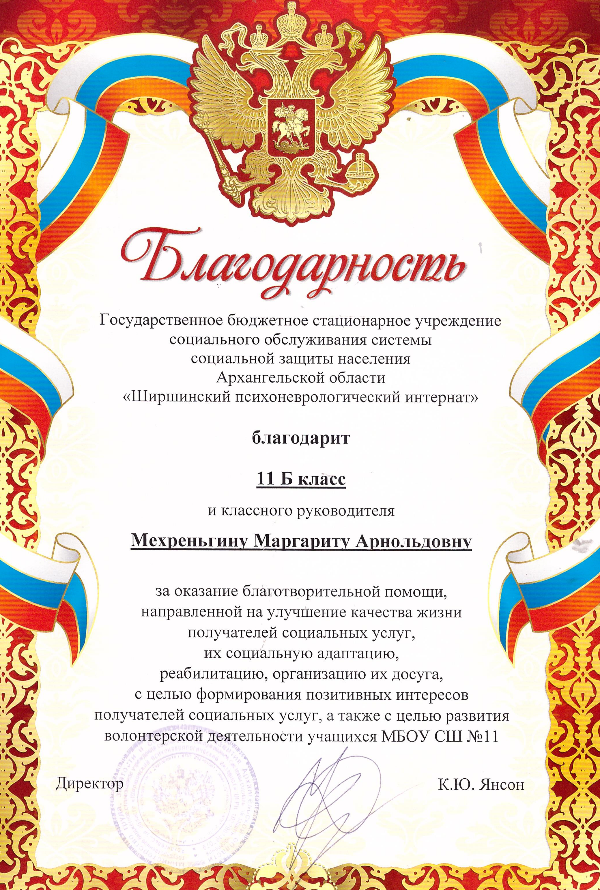 Благодарность
Государственное бюджетное стационарное учреждение
социального обслуживания системы
социальной защиты населения
Архангельской области
«Ширшинский психоневрологический интернат»
благодарит
11 Б класс
и классного руководителя
Мехреньгину Маргариту Арнольдовну
за оказание благотворительной помощи,
направленной на улучшение качества жизни
получателей социальных услуг,
их социальную адаптацию,
реабилитацию, организацию их досуга,
с целью формирования позитивных интересов
получателей социальных услуг, а также с целью развития
волонтерской деятельности учащихся МБОУ СШ №11
Директор К.Ю. Янсон